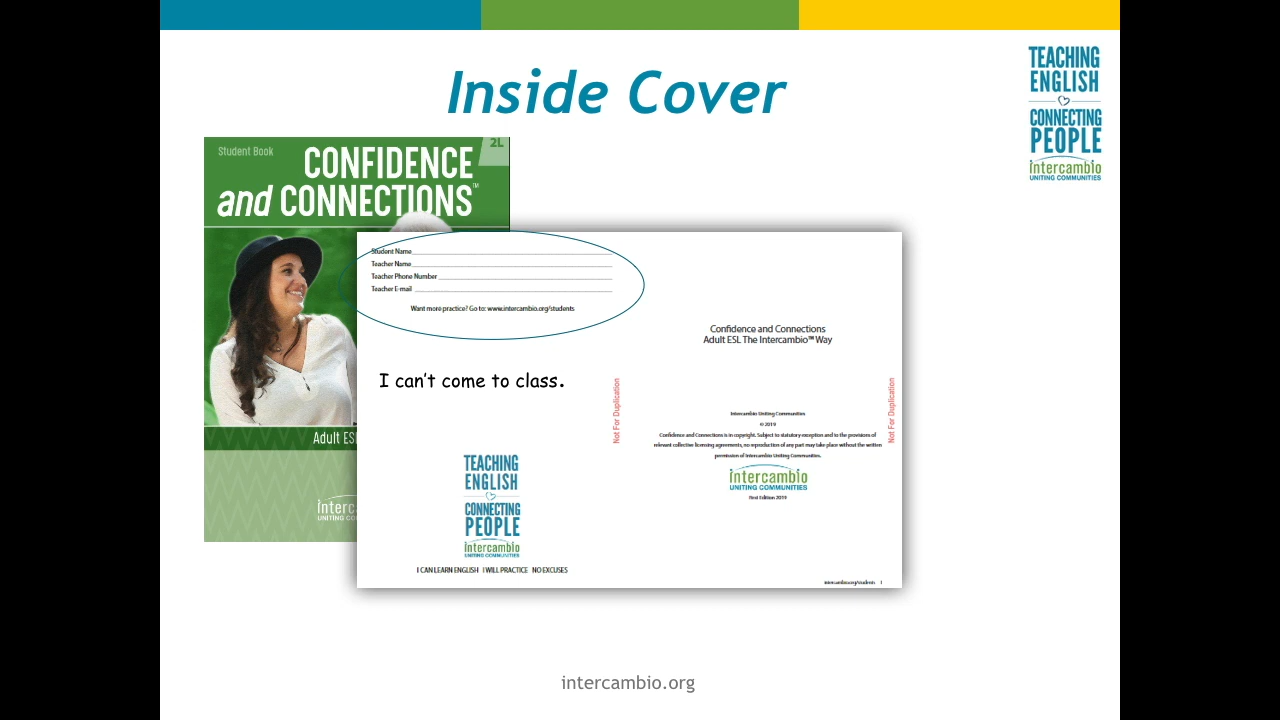 Inside Cover
TEACHING
ENGLISH
CONNECTING
PEOPLE
intercambio
UNITING COMMUNITIES
Student Book
2L
CONFIDENCE
and CONNECTIONS™
Adult ESL
interc
UNITING CO
Student Name
Teacher Name
Teacher Phone Number
Teacher E-mail
Want more practice? Go to: www.intercambio.org/students
I can't come to class.
Not For Duplication
TEACHING
ENGLISH
CONNECTING
PEOPLE
intercambio
UNITING COMMUNITIES
I CAN LEARN ENGLISH I WILL PRACTICE NO EXCUSES
Confidence and Connections
Adult ESL The Intercambio™ Way
Not For Duplication
Intercambio Uniting Communities
© 2019
Confidence and Connections is in copyright. Subject to statutory exception and to the provisions of
relevant collective licensing agreements, no reproduction of any part may take place without the written
permission of Intercambio Uniting Communities.
intercambio
UNITING COMMUNITIES
First Edition 2019
intercambio.org/students 1
intercambio.org